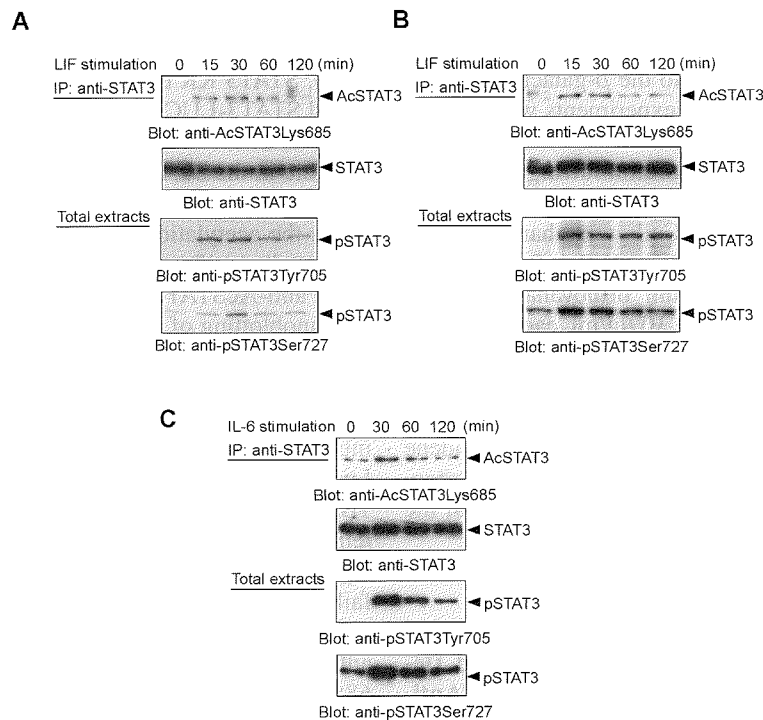 A
LIF stimulation 0 15 30 60 120 (min)
IP: anti-STAT3
AcSTAT3
Blot: anti-AcSTAT3Lys685
STAT3
Blot: anti-STAT3
Total extracts
pSTAT3
Blot: anti-pSTAT3Tyr705
pSTAT3
Blot: anti-pSTAT3Ser727
B
LIF stimulation 0 15 30 60 120 (min)
IP: anti-STAT3
AcSTAT3
Blot: anti-AcSTAT3Lys685
STAT3
Blot: anti-STAT3
Total extracts
pSTAT3
Blot: anti-pSTAT3Tyr705
pSTAT3
Blot: anti-pSTAT3Ser727
C
IL-6 stimulation 0 30 60 120 (min)
IP: anti-STAT3
AcSTAT3
Blot: anti-AcSTAT3Lys685
STAT3
Blot: anti-STAT3
Total extracts
pSTAT3
Blot: anti-pSTAT3Tyr705
pSTAT3
Blot: anti-pSTAT3Ser727